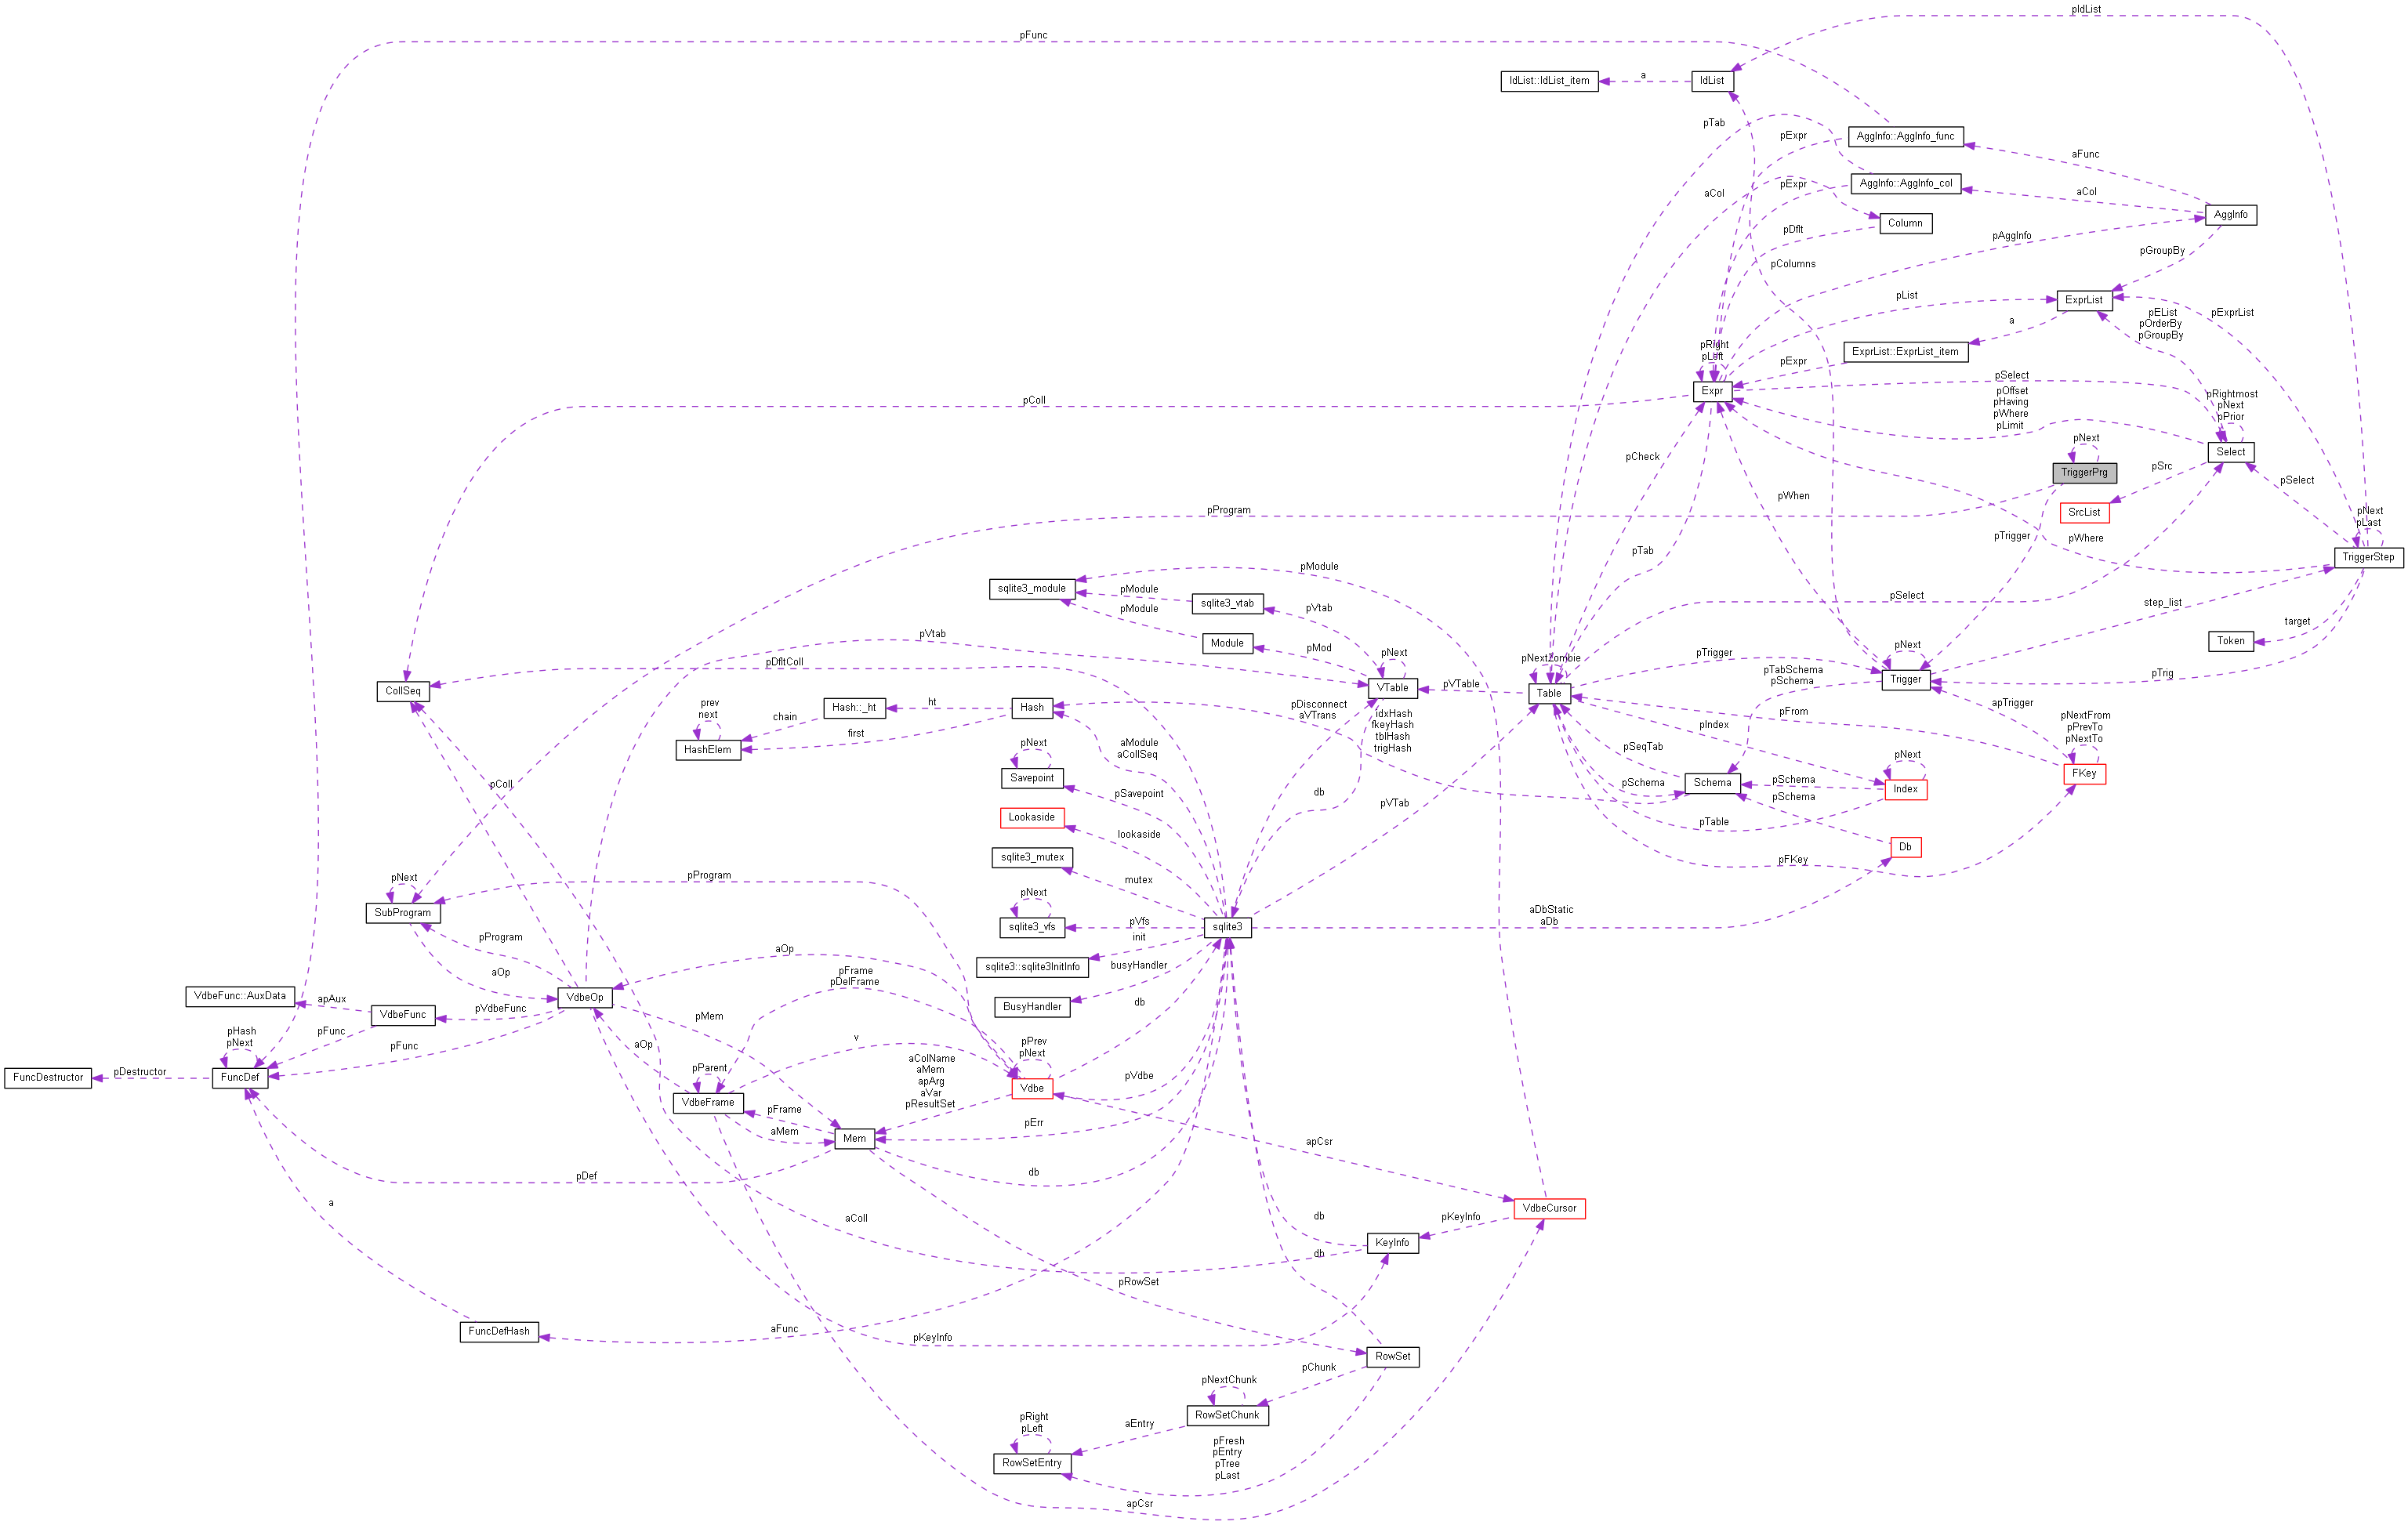 pIdList
pFunc
IdList::IdList_item
a
IdList
pTab
pExpr
AggInfo::AggInfo_func
aFunc
aCol
pExpr
AggInfo::AggInfo_col
aCol
AggInfo
pDflt
Column
pAggInfo
pGroupBy
pColumns
pList
ExprList
pExprList
a
pEList
pOrderBy
pGroupBy
pRight
pLeft
pExpr
ExprList::ExprList_item
Expr
pSelect
pColl
pOffset
pHaving
pWhere
pLimit
pRightmost
pNext
pPrior
Select
pNext
TriggerPrg
pCheck
pSrc
pSelect
pWhen
SrcList
pProgram
pNext
pLast
TriggerStep
pTab
pTrigger
pWhere
sqlite3_module
pModule
pModule
sqlite3_vtab
pModule
pVtab
pSelect
step_list
Module
pMod
target
Token
pVtab
pDfltColl
pNext
VTable
pVTable
pNextZombie
Table
pTrigger
pNext
Trigger
pTabSchema
pSchema
pTrig
CollSeq
Hash::_ht
ht
Hash
prev
next
HashElem
chain
first
pDisconnect
aVTrans
idxHash
fkeyHash
tblHash
trigHash
pFrom
apTrigger
pNextFrom
pPrevTo
pNextTo
FKey
pIndex
aModule
aCollSeq
pNext
Savepoint
pSavepoint
pSeqTab
pSchema
Schema
pSchema
pNext
Index
pSchema
pColl
db
pVTab
pTable
Lookaside
lookaside
Db
sqlite3_mutex
mutex
pFKey
pNext
SubProgram
pProgram
pNext
sqlite3_vfs
pVfs
sqlite3
aDbStatic
aDb
pProgram
init
aOp
aOp
sqlite3::sqlite3InitInfo
busyHandler
pFrame
pDelFrame
VdbeFunc::AuxData
apAux
VdbeFunc
pVdbeFunc
VdbeOp
BusyHandler
db
pMem
pHash
pNext
pFunc
pFunc
aOp
v
pPrev
pNext
FuncDestructor
pDestructor
FuncDef
pParent
VdbeFrame
aColName
aMem
apArg
aVar
pResultSet
Vdbe
pVdbe
pFrame
aMem
Mem
pErr
apCsr
pDef
db
a
aColl
db
pKeyInfo
VdbeCursor
KeyInfo
db
pRowSet
FuncDefHash
aFunc
pKeyInfo
RowSet
pChunk
pNextChunk
RowSetChunk
aEntry
pRight
pLeft
RowSetEntry
pFresh
pEntry
pTree
pLast
apCsr